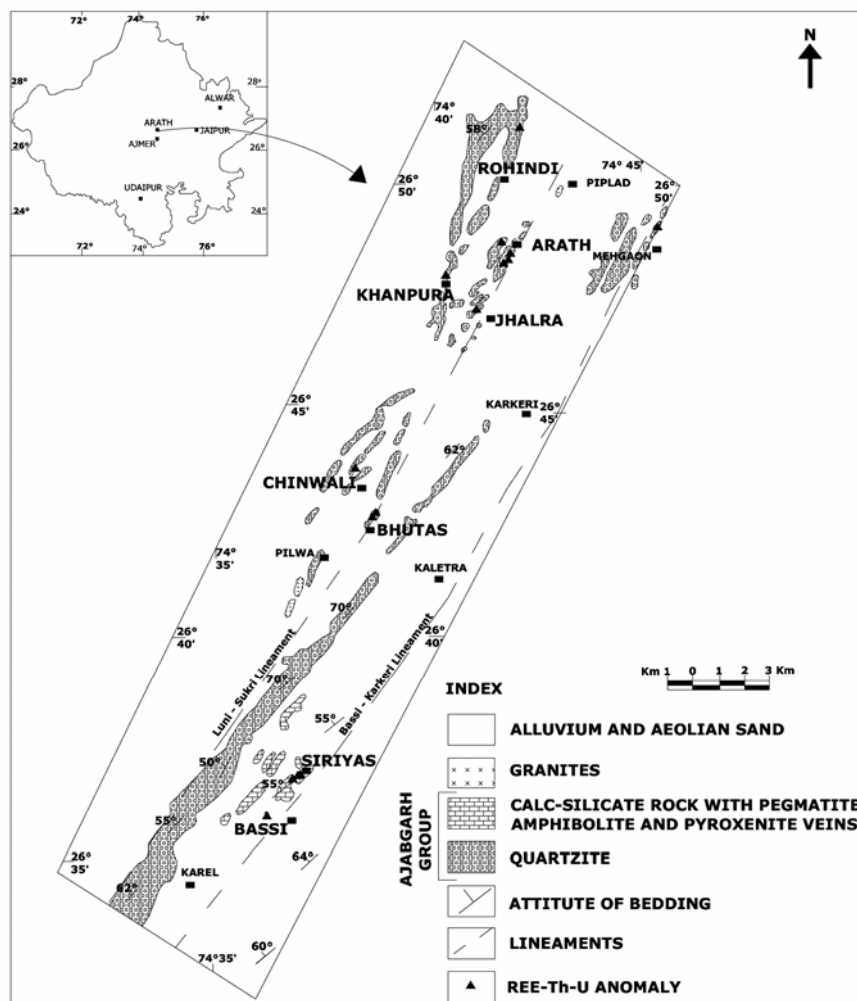 74°
76°
28°
28°
ALWAR
ARATH
JAIPUR
AJMER
26°
26°
UDAIPUR
24°
24°
72°
74°
76°
N
74°
40'
58°
ROHINDI
74° 45'
PIPLAD
26°
50'
26°
50'
ARATH
MEHGAON
KHANPURA
JHALRA
26°
45'
KARKERI
26°
45'
62°
CHINWALI
BHUTAS
74°
35'
PILWA
KALETRA
70°
26°
40'
26°
40'
Luni - Sukri Lineament
Bassi - Karkeri Lineament
70°
55°
50°
SIRIYAS
55°
55°
BASSI
64°
26°
35'
KAREL
62°
74° 35'
60°
Km 1 0 1 2 3 Km
INDEX
ALLUVIUM AND AEOLIAN SAND
GRANITES
AJABGARH
GROUP
CALC-SILICATE ROCK WITH PEGMATITE
AMPHIBOLITE AND PYROXENITE VEINS
QUARTZITE
ATTITUTE OF BEDDING
LINEAMENTS
REE-Th-U ANOMALY